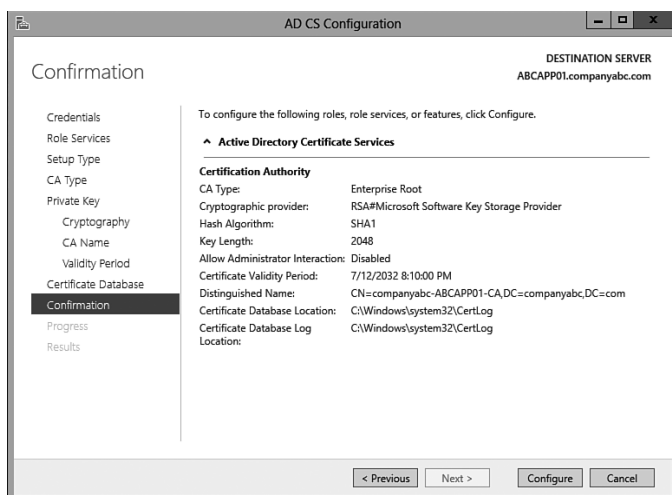 AD CS Configuration
Confirmation
DESTINATION SERVER
ABCAPP01.companyabc.com
Credentials
Role Services
Setup Type
CA Type
Private Key
Cryptography
CA Name
Validity Period
Certificate Database
Confirmation
Progress
Results
To configure the following roles, role services, or features, click Configure.
Active Directory Certificate Services
Certification Authority
CA Type: Enterprise Root
Cryptographic provider: RSA#Microsoft Software Key Storage Provider
Hash Algorithm: SHA1
Key Length: 2048
Allow Administrator Interaction: Disabled
Certificate Validity Period: 7/12/2032 8:10:00 PM
Distinguished Name: CN=companyabc-ABCAPP01-CA,DC=companyabc,DC=com
Certificate Database Location: C:\Windows\system32\CertLog
Certificate Database Log C:\Windows\system32\CertLog
Location:
< Previous Next > Configure Cancel